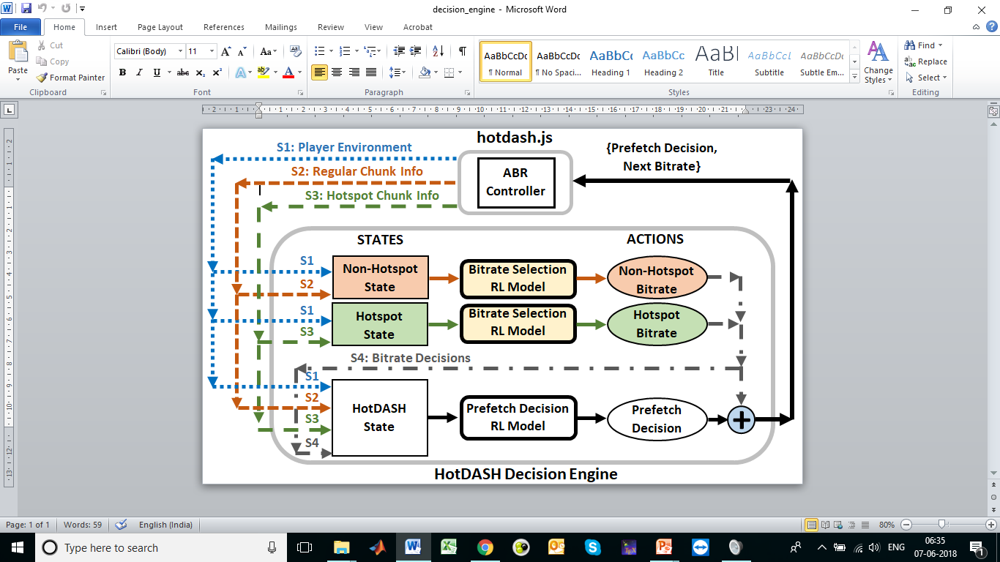 decision_engine - Microsoft Word
File Home Insert Page Layout References Mailings Review View Acrobat
Paste
Cut
Copy
Format Painter
Clipboard
Calibri (Body) 11
Font
Paragraph
AaBbCcDc AaBbCcDc AaBbCc AaBbCc AaBl AaBbCcL AaBbCcDc
¶ Normal ¶ No Spaci... Heading 1 Heading 2 Title Subtitle Subtle Em...
Styles
Change
Styles
Find
Replace
Select
Editing
hotdash.js
S1: Player Environment
S2: Regular Chunk Info
S3: Hotspot Chunk Info
ABR
Controller
{Prefetch Decision,
Next Bitrate}
STATES
ACTIONS
S1
S2
Non-Hotspot
State
Bitrate Selection
RL Model
Non-Hotspot
Bitrate
S1
S3
Hotspot
State
Bitrate Selection
RL Model
Hotspot
Bitrate
S4: Bitrate Decisions
S1
S2
S3
S4
HotDASH
State
Prefetch Decision
RL Model
Prefetch
Decision
+
HotDASH Decision Engine
Page: 1 of 1 Words: 59 English (India) 80%
Type here to search
ENG
06:35
07-06-2018
1